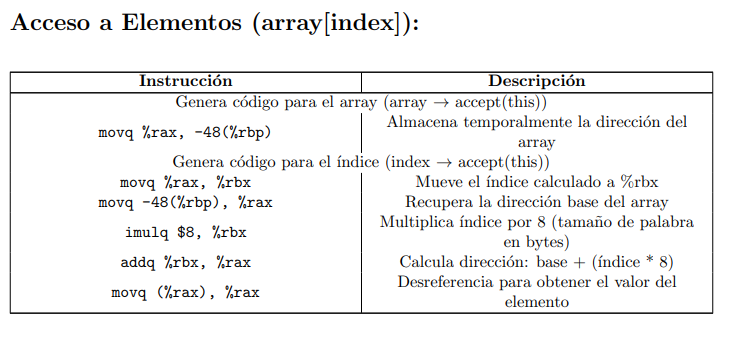 Acceso a Elementos (array[index]):
Instrucción Descripción
Genera código para el array (array → accept(this))
movq %rax, -48(%rbp) Almacena temporalmente la dirección del
array
Genera código para el índice (index → accept(this))
movq %rax, %rbx Mueve el índice calculado a %rbx
movq -48(%rbp), %rax Recupera la dirección base del array
imulq $8, %rbx Multiplica índice por 8 (tamaño de palabra
en bytes)
addq %rbx, %rax Calcula dirección: base + (índice * 8)
movq (%rax), %rax Desreferencia para obtener el valor del
elemento